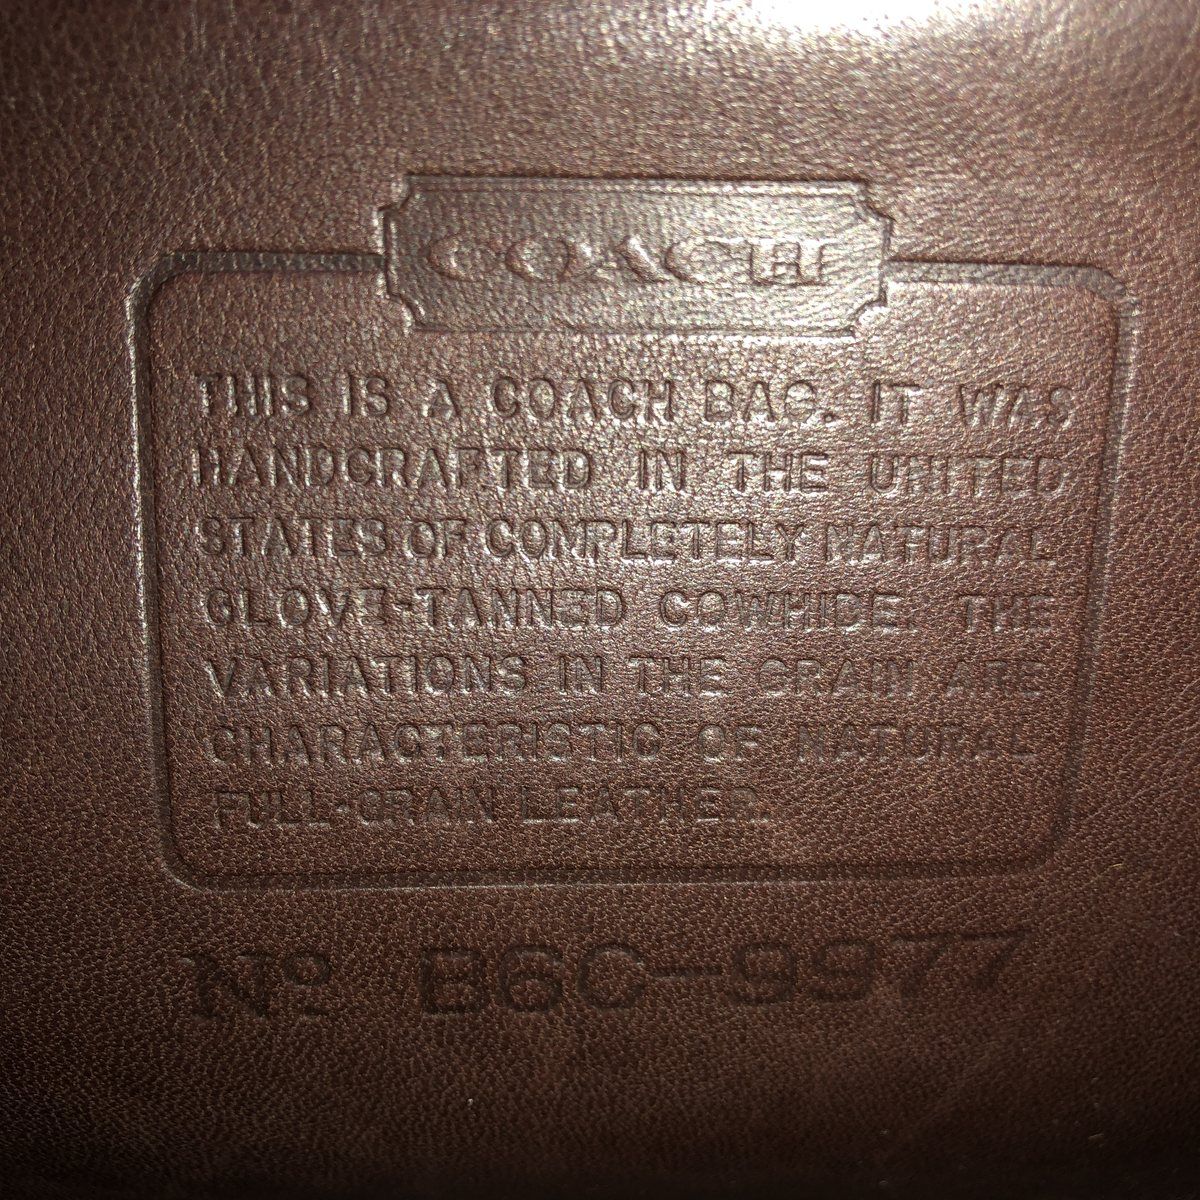 COACH
THIS IS A COACH BAG. IT WAS
HANDCRAFTED IN THE UNITED
STATES OF COMPLETELY NATURAL
GLOVE-TANNED COWHIDE. THE
VARIATIONS IN THE GRAIN ARE
CHARACTERISTIC OF NATURAL
FULL-GRAIN LEATHER.
Nº B6C-9977